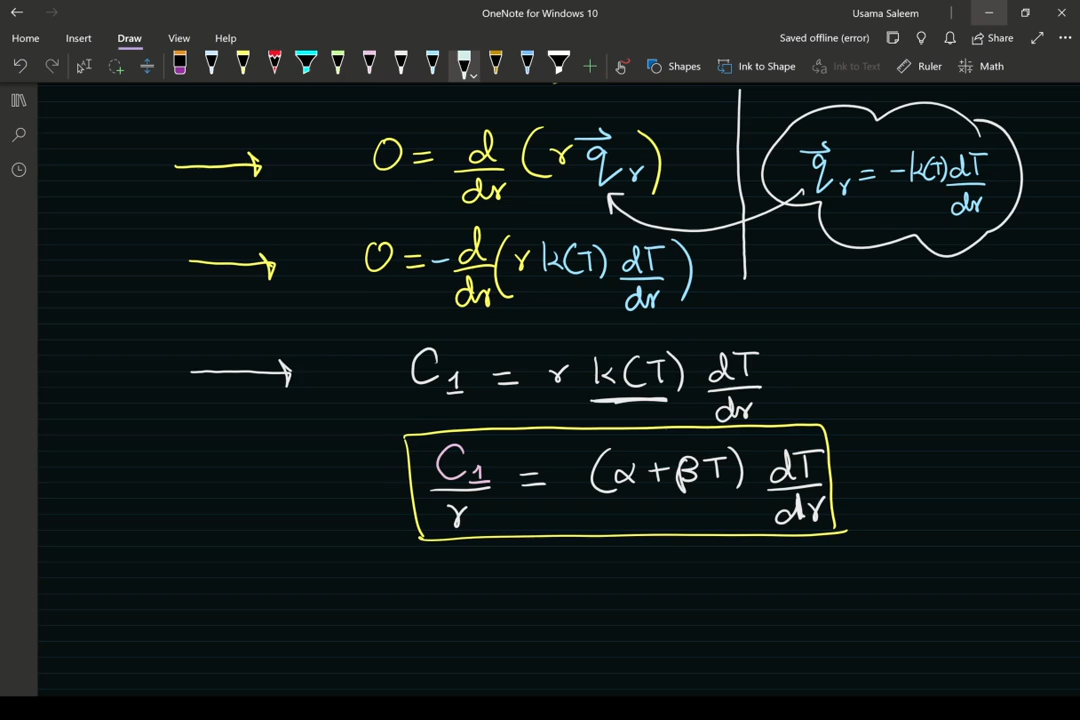 OneNote for Windows 10
Usama Saleem
Home Insert Draw View Help
Saved offline (error)
Share
Shapes
Ink to Shape
Ink to Text
Ruler
Math
0 = d/dr (r q⃗r)
q⃗r = -k(T) dT/dr
0 = - d/dr (r k(T) dT/dr)
C1 = r k(T) dT/dr
C1/r = (α + βT) dT/dr